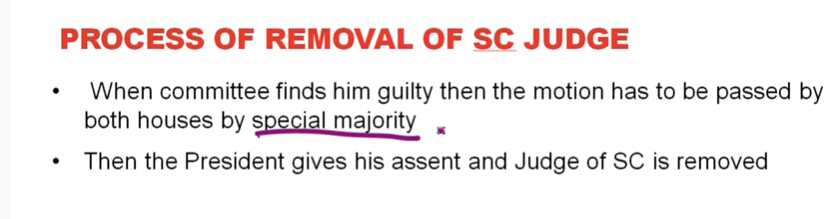 PROCESS OF REMOVAL OF SC JUDGE
• When committee finds him guilty then the motion has to be passed by
both houses by special majority
• Then the President gives his assent and Judge of SC is removed